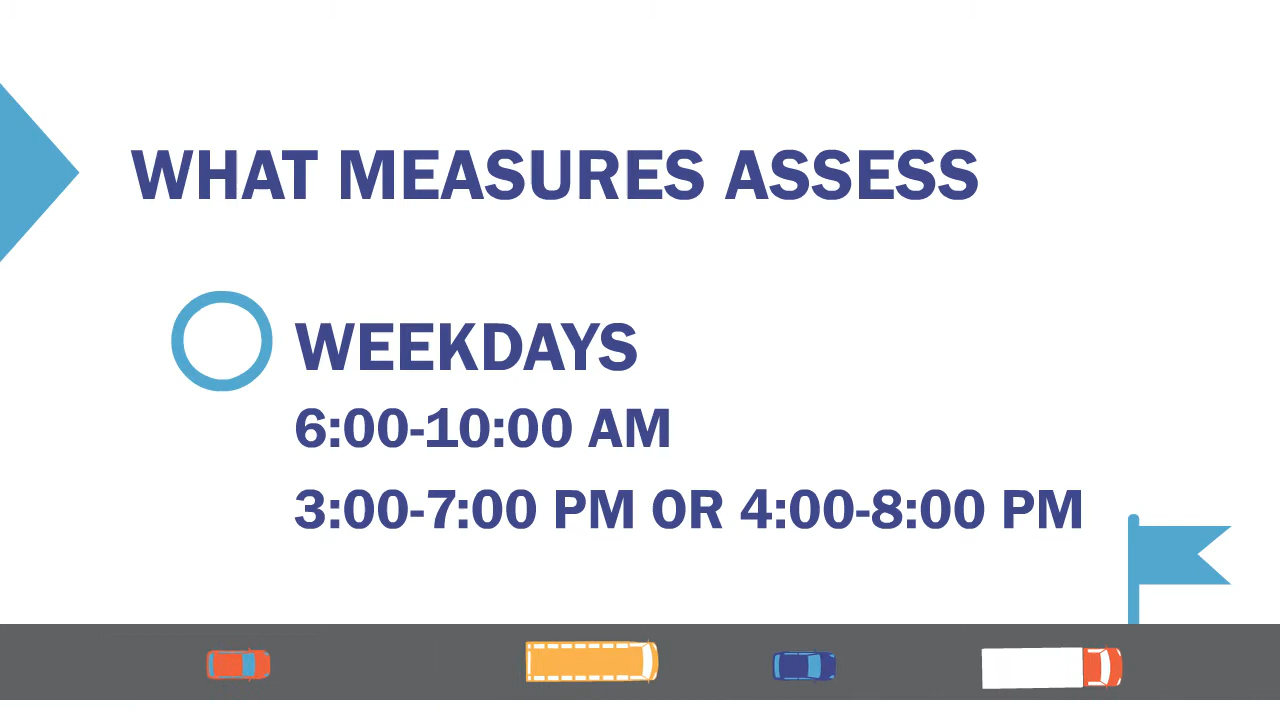 WHAT MEASURES ASSESS
WEEKDAYS
6:00-10:00 AM
3:00-7:00 PM OR 4:00-8:00 PM